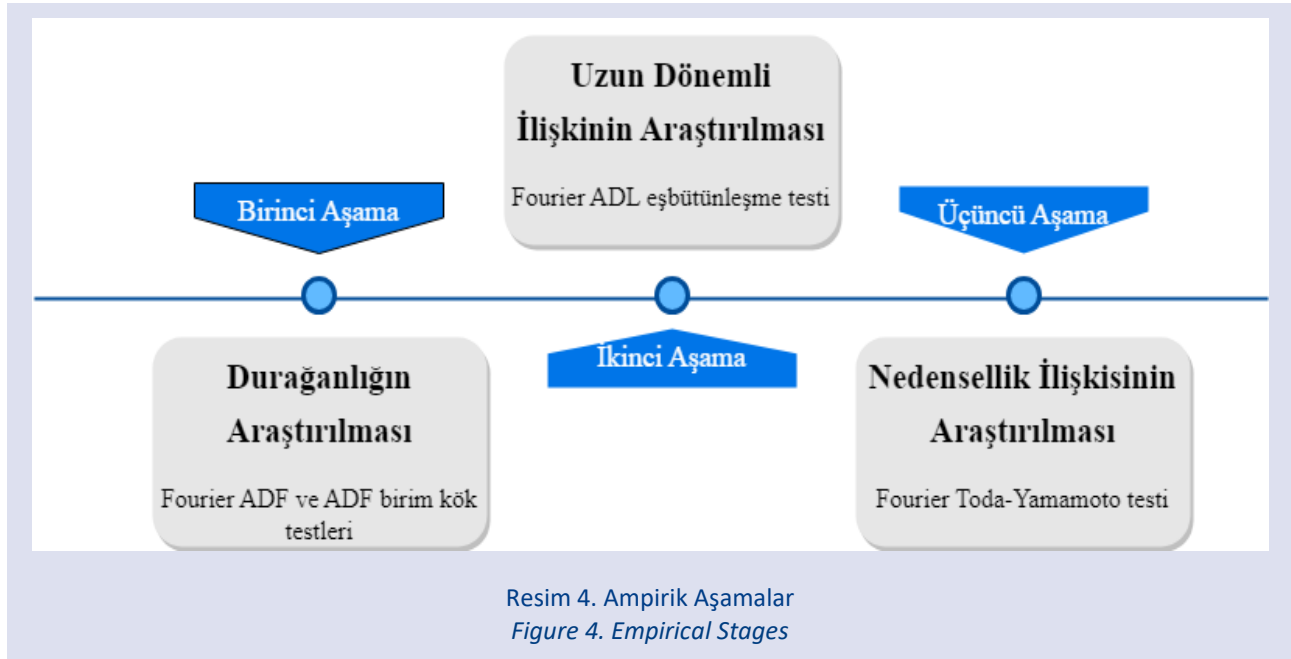 Birinci Aşama
Durağanlığın
Araştırılması
Fourier ADF ve ADF birim kök
testleri
Uzun Dönemli
İlişkinin Araştırılması
Fourier ADL eşbütünleşme testi
İkinci Aşama
Üçüncü Aşama
Nedensellik İlişkisinin
Araştırılması
Fourier Toda-Yamamoto testi
Resim 4. Ampirik Aşamalar
Figure 4. Empirical Stages